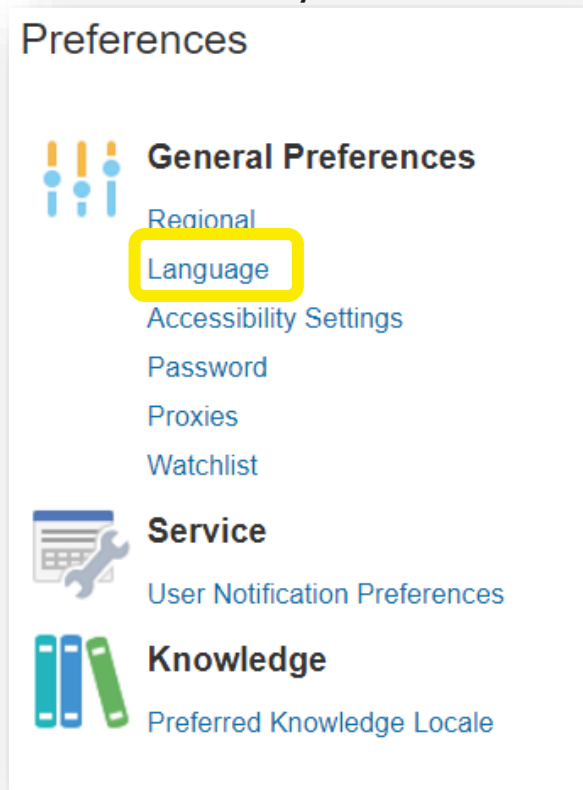 Preferences
General Preferences
Regional
Language
Accessibility Settings
Password
Proxies
Watchlist
Service
User Notification Preferences
Knowledge
Preferred Knowledge Locale